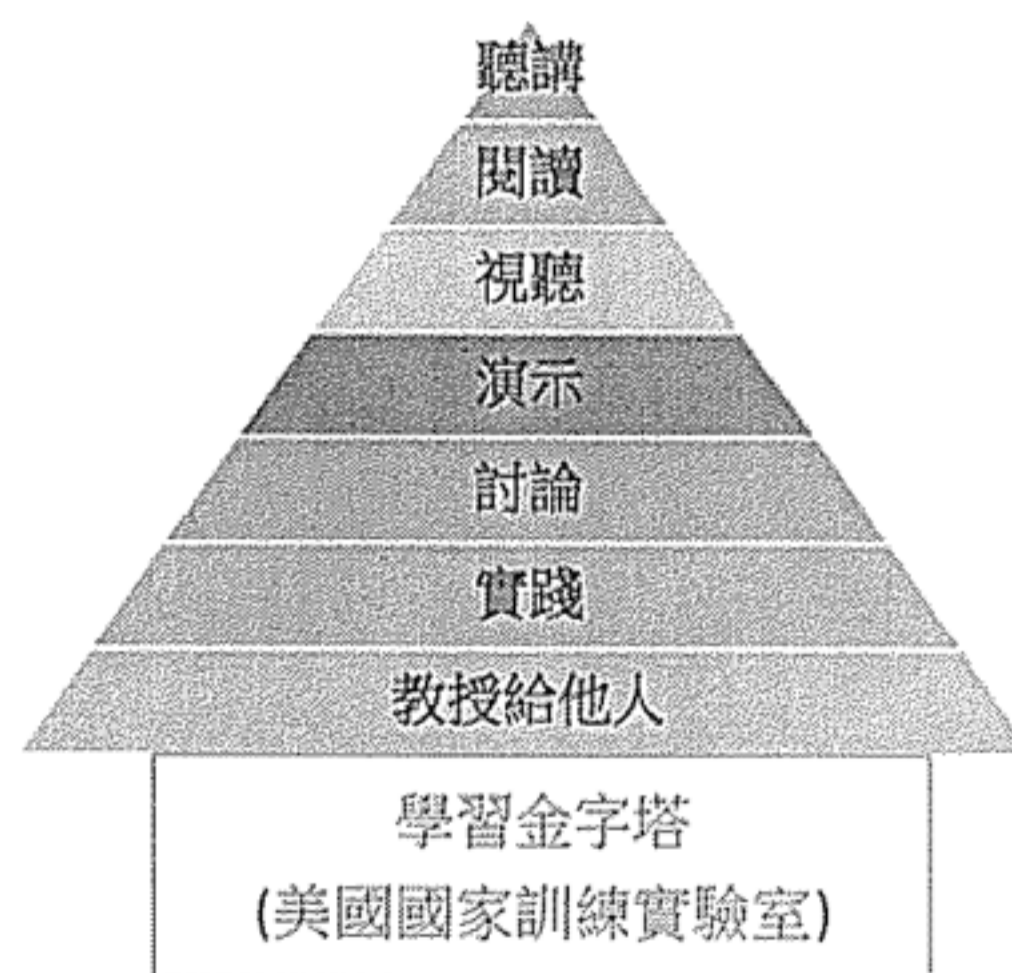 聽講
閱讀
視聽
演示
討論
實踐
教授給他人
學習金字塔
(美國國家訓練實驗室)